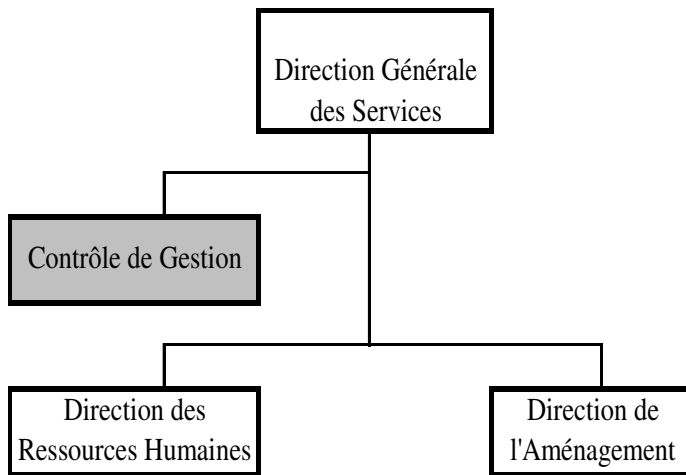 Direction Générale
des Services
Contrôle de Gestion
Direction des
Ressources Humaines
Direction de
l'Aménagement